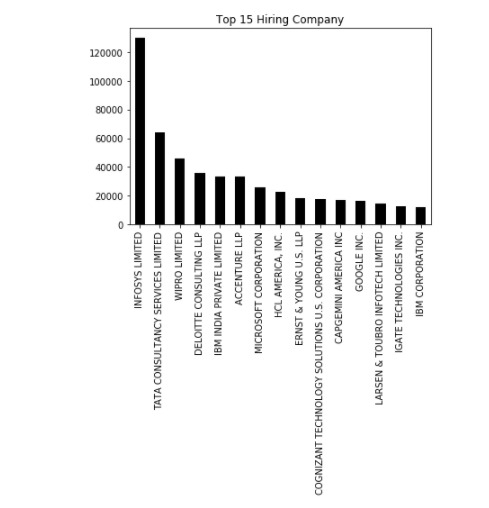 Top 15 Hiring Company
120000
100000
80000
60000
40000
20000
0
INFOSYS LIMITED
TATA CONSULTANCY SERVICES LIMITED
WIPRO LIMITED
DELOITTE CONSULTING LLP
IBM INDIA PRIVATE LIMITED
ACCENTURE LLP
MICROSOFT CORPORATION
HCL AMERICA, INC.
ERNST & YOUNG U.S. LLP
COGNIZANT TECHNOLOGY SOLUTIONS U.S. CORPORATION
CAPGEMINI AMERICA INC
GOOGLE INC.
LARSEN & TOUBRO INFOTECH LIMITED
IGATE TECHNOLOGIES INC.
IBM CORPORATION